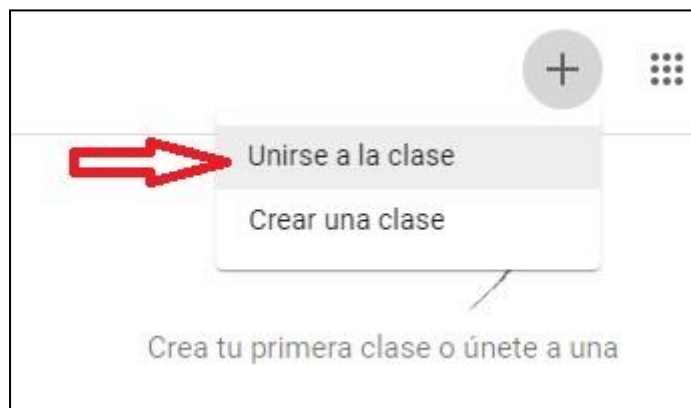 Unirse a la clase
Crear una clase
Crea tu primera clase o únete a una